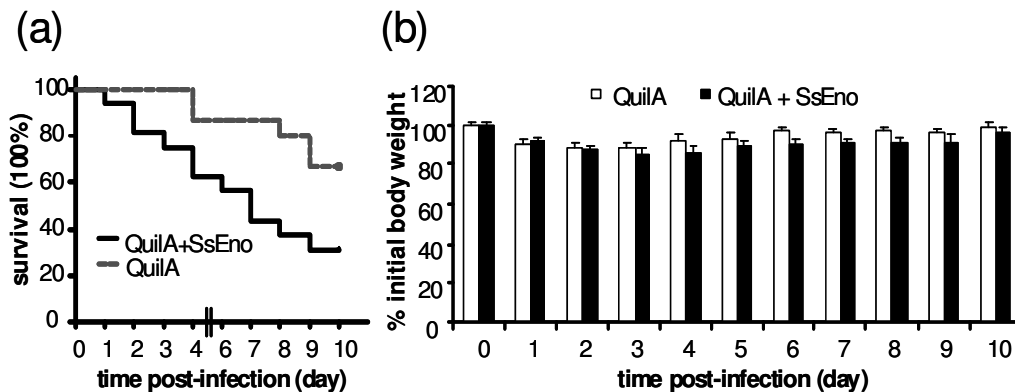 (a)
survival (100%)
100
80
60
40
20
0
QuilA+SsEno
QuilA
0 1 2 3 4 6 7 8 9 10
time post-infection (day)
(b)
% initial body weight
120
100
80
60
40
20
0
QuilA QuilA + SsEno
0 1 2 3 4 5 6 7 8 9 10
time post-infection (day)